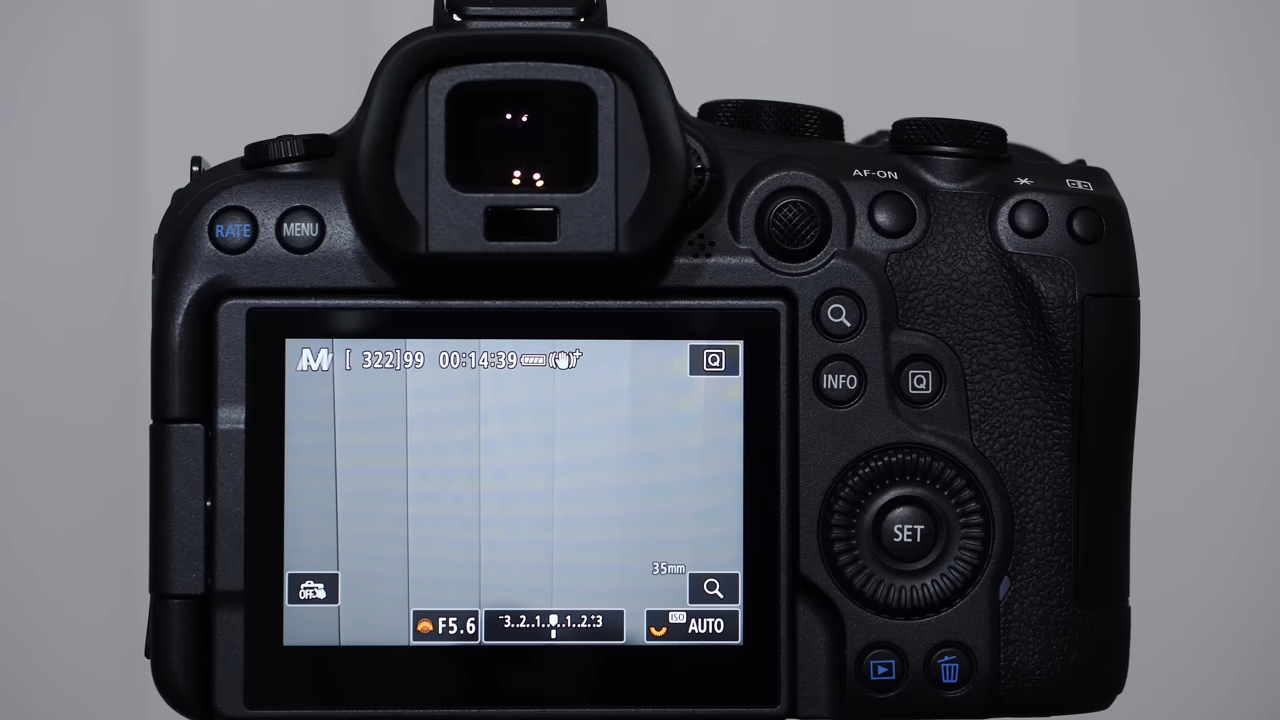 AF-ON
RATE MENU
M [ 322]99 00:14:39 Q
INFO Q
SET
35mm
OFF
F5.6 -3..2..1..0..1..2.:3 ISO AUTO